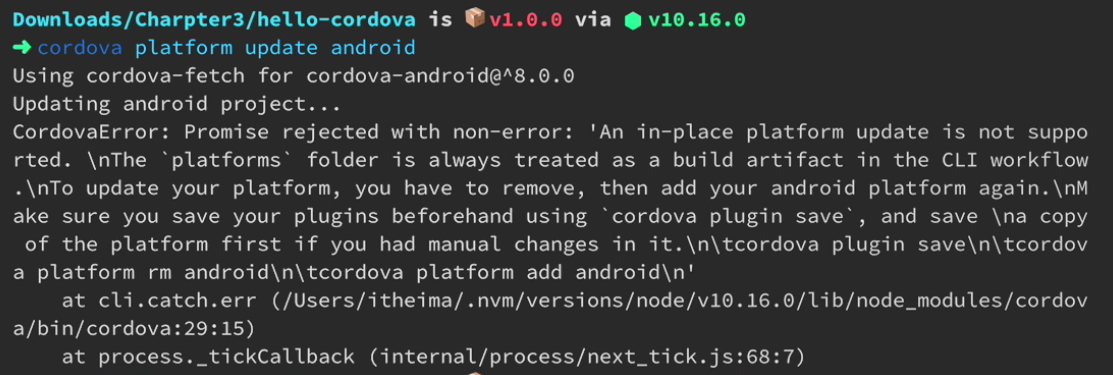 Downloads/Charpter3/hello-cordova is 📦v1.0.0 via ⬢ v10.16.0
➜ cordova platform update android
Using cordova-fetch for cordova-android@^8.0.0
Updating android project...
CordovaError: Promise rejected with non-error: 'An in-place platform update is not suppo
rted. \nThe `platforms` folder is always treated as a build artifact in the CLI workflow
.\nTo update your platform, you have to remove, then add your android platform again.\nM
ake sure you save your plugins beforehand using `cordova plugin save`, and save \na copy
 of the platform first if you had manual changes in it.\n\tcordova plugin save\n\tcordov
a platform rm android\n\tcordova platform add android\n'
    at cli.catch.err (/Users/itheima/.nvm/versions/node/v10.16.0/lib/node_modules/cordov
a/bin/cordova:29:15)
    at process._tickCallback (internal/process/next_tick.js:68:7)